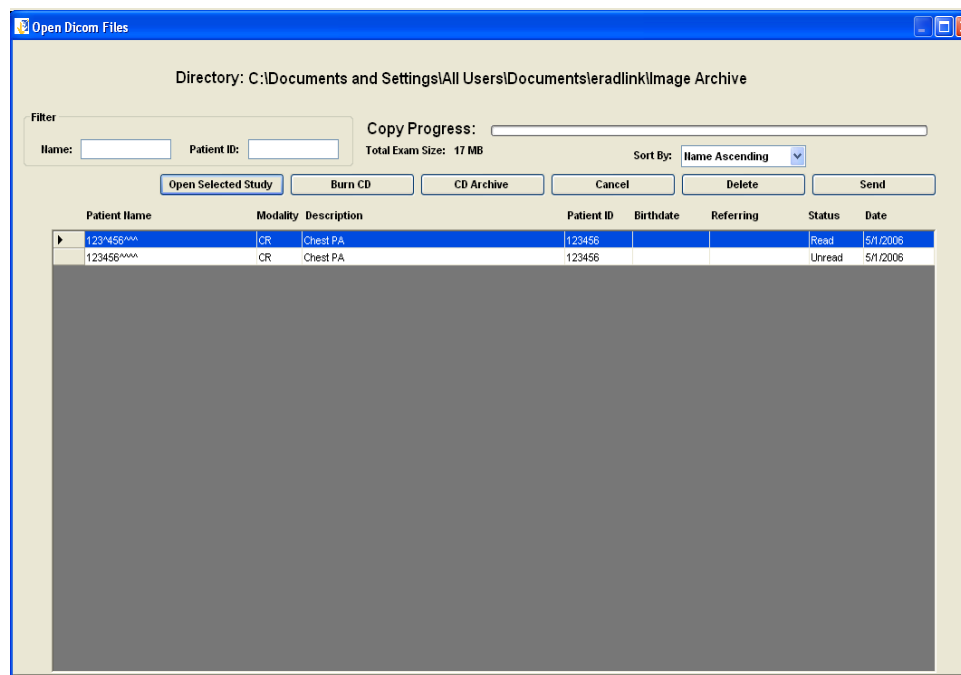 Open Dicom Files
Directory: C:\Documents and Settings\All Users\Documents\eradlink\Image Archive
Filter
Name: Patient ID:
Copy Progress:
Total Exam Size: 17 MB
Sort By: Name Ascending
Open Selected Study Burn CD CD Archive Cancel Delete Send
Patient Name Modality Description Patient ID Birthdate Referring Status Date
123^456^^^ CR Chest PA 123456 Read 5/1/2006
123456^^^^ CR Chest PA 123456 Unread 5/1/2006